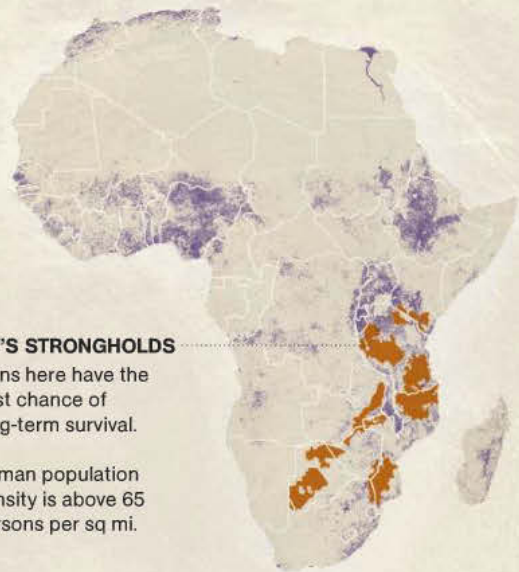 'S STRONGHOLDS
ns here have the
st chance of
g-term survival.
man population
nsity is above 65
rsons per sq mi.